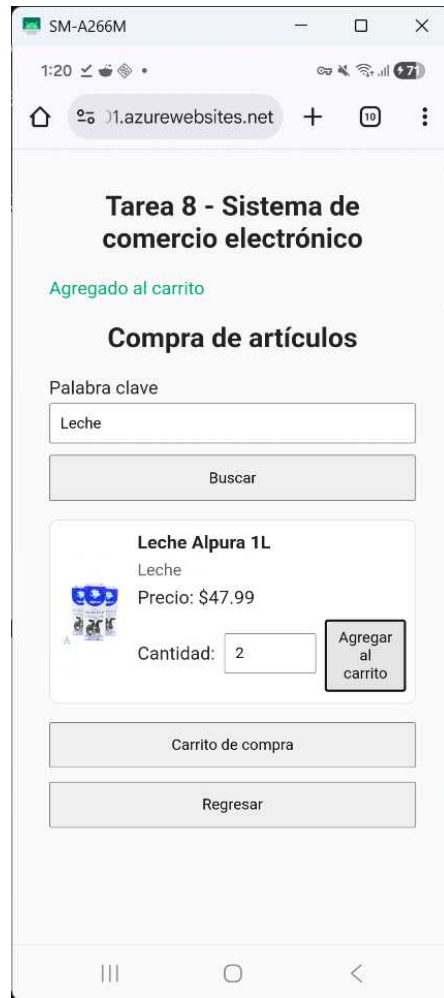 SM-A266M
1:20
71
01.azurewebsites.net
10
Tarea 8 - Sistema de
comercio electrónico
Agregado al carrito
Compra de artículos
Palabra clave
Leche
Buscar
Leche Alpura 1L
Leche
Precio: $47.99
Cantidad: 2
Agregar
al
carrito
Carrito de compra
Regresar